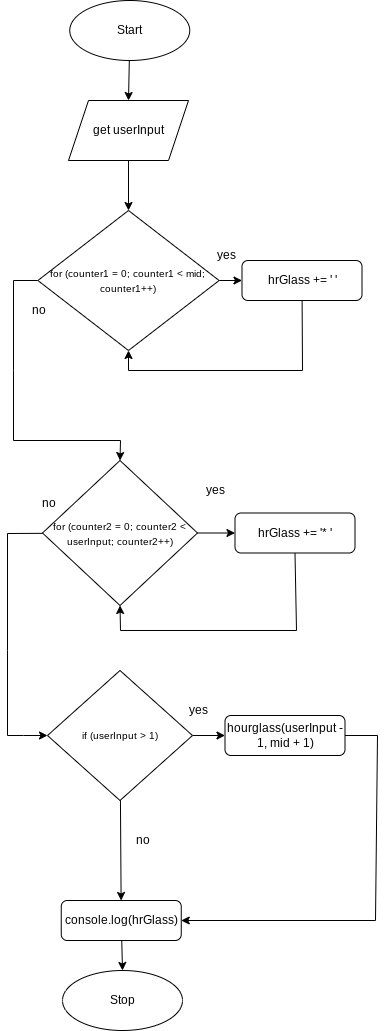 Start
get userInput
for (counter1 = 0; counter1 < mid;
counter1++)
yes
hrGlass += ' '
no
for (counter2 = 0; counter2 <
userInput; counter2++)
no
yes
hrGlass += '* '
if (userInput > 1)
yes
hourglass(userInput -
1, mid + 1)
no
console.log(hrGlass)
Stop